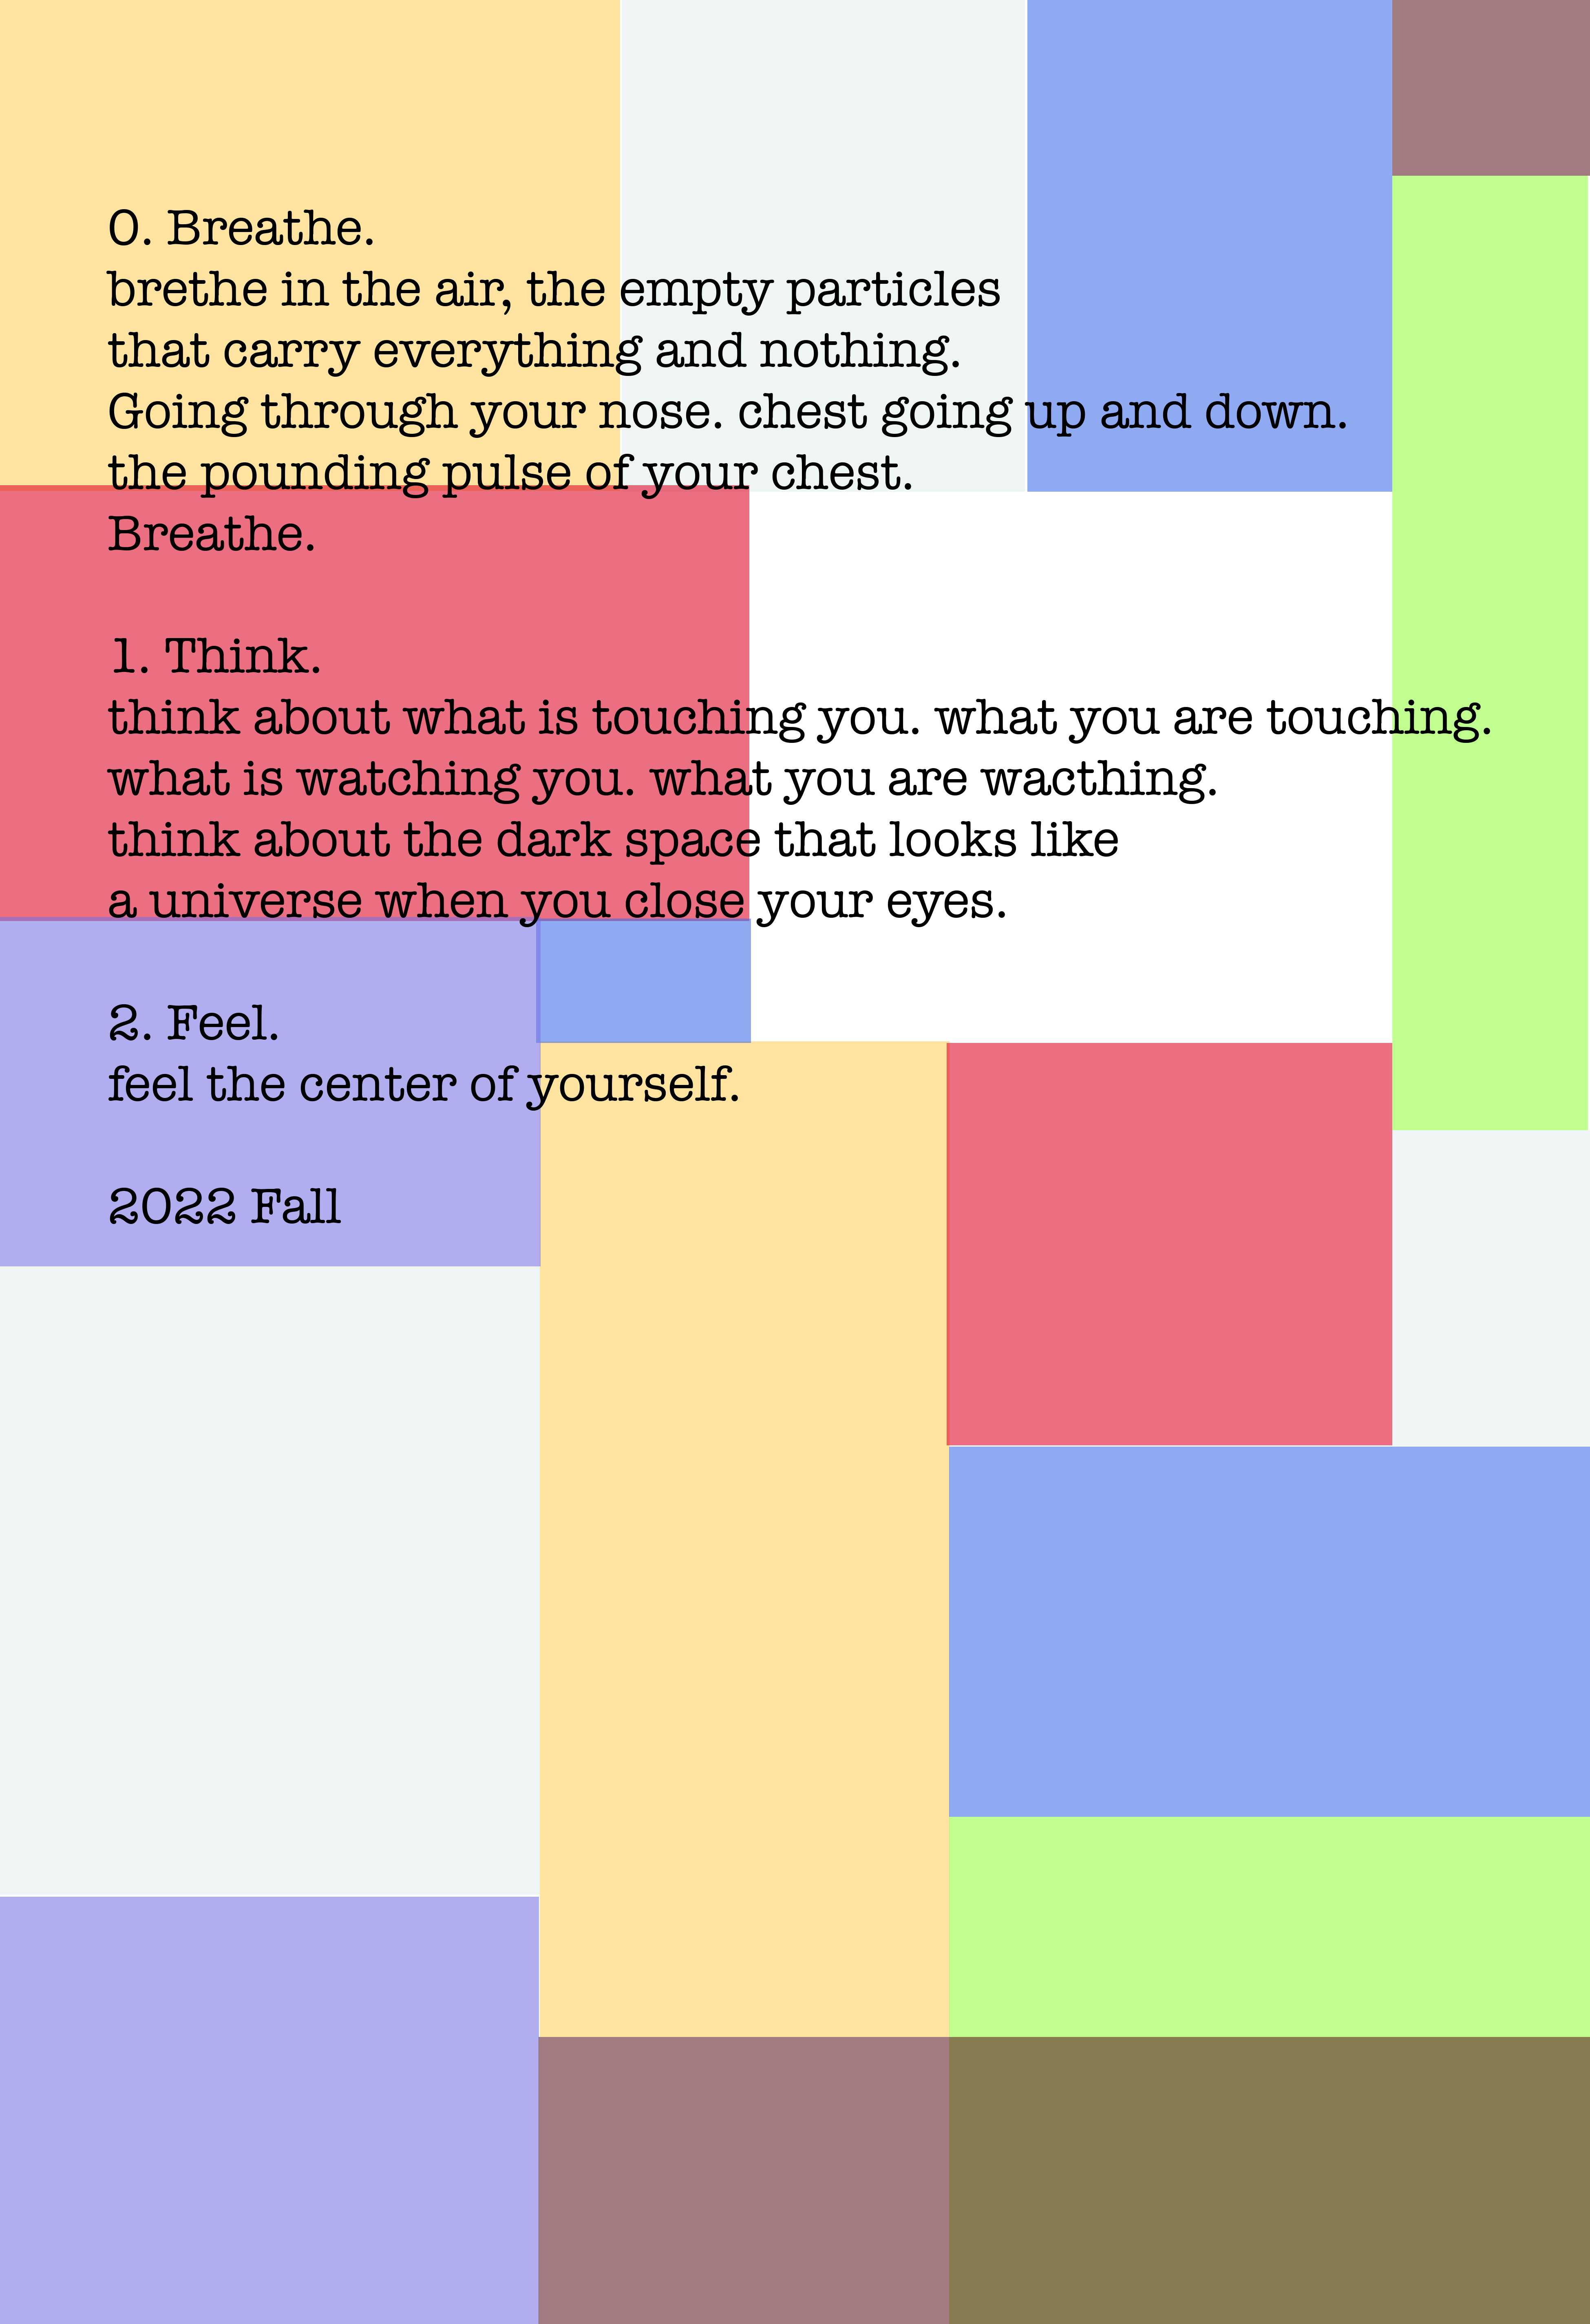 0. Breathe.
brethe in the air, the empty particles
that carry everything and nothing.
Going through your nose. chest going up and down.
the pounding pulse of your chest.
Breathe.
1. Think.
think about what is touching you. what you are touching.
what is watching you. what you are wacthing.
think about the dark space that looks like
a universe when you close your eyes.
2. Feel.
feel the center of yourself.
2022 Fall